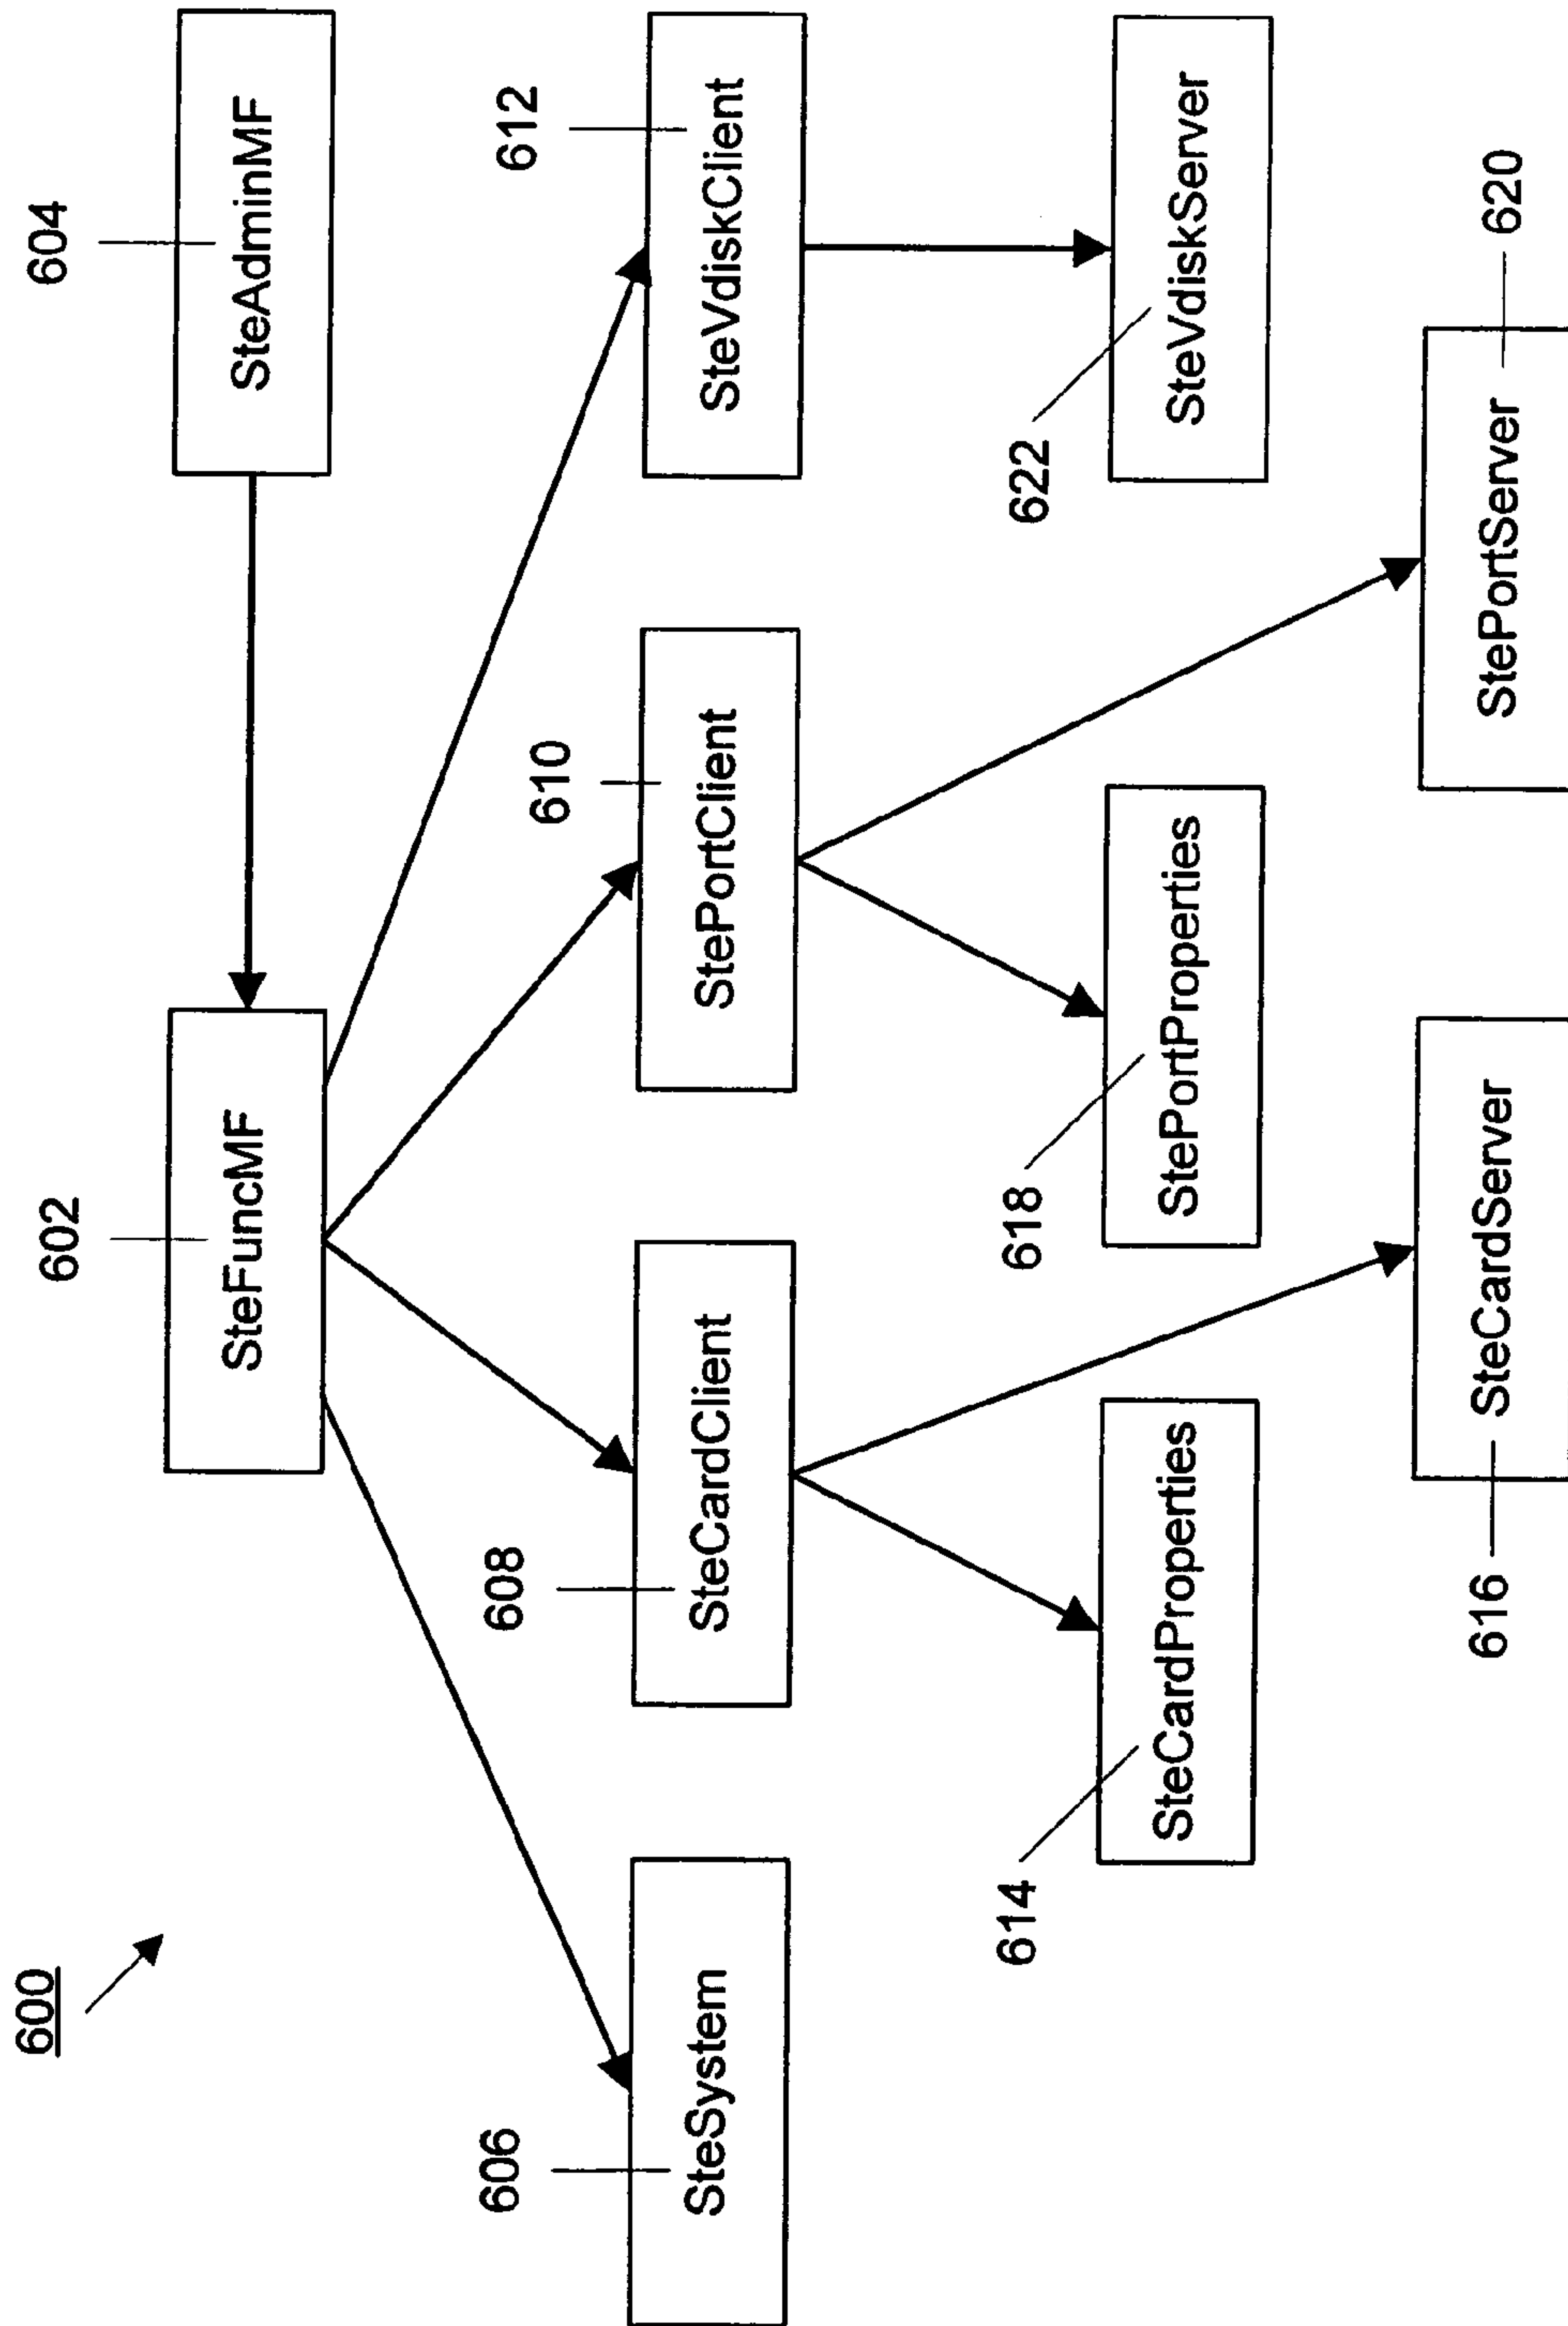 600
602
604
SteFuncMF
SteAdminMF
606
608
610
612
SteSystem
SteCardClient
StePortClient
SteVdiskClient
614
618
622
SteCardProperties
StePortProperties
SteVdiskServer
616
SteCardServer
StePortServer
620